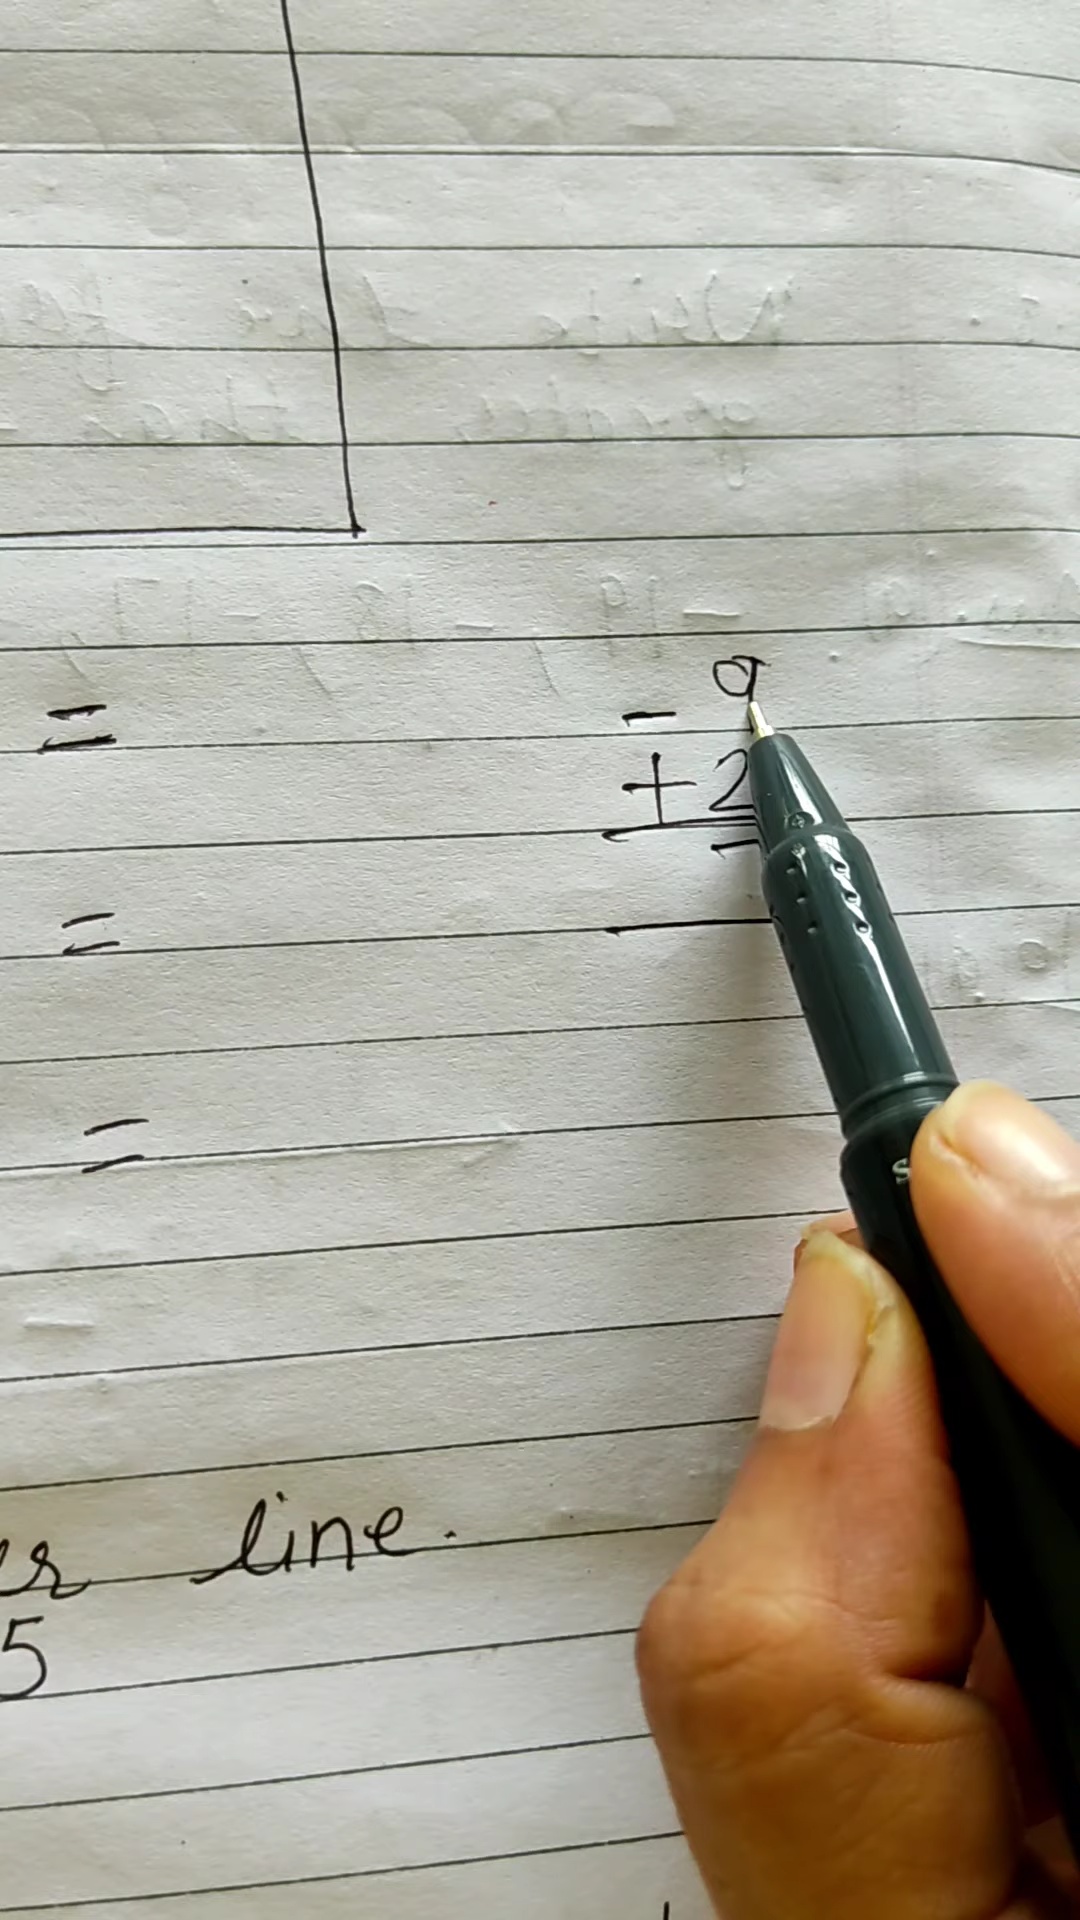 = - 9
+ 2
=
=
line.
5